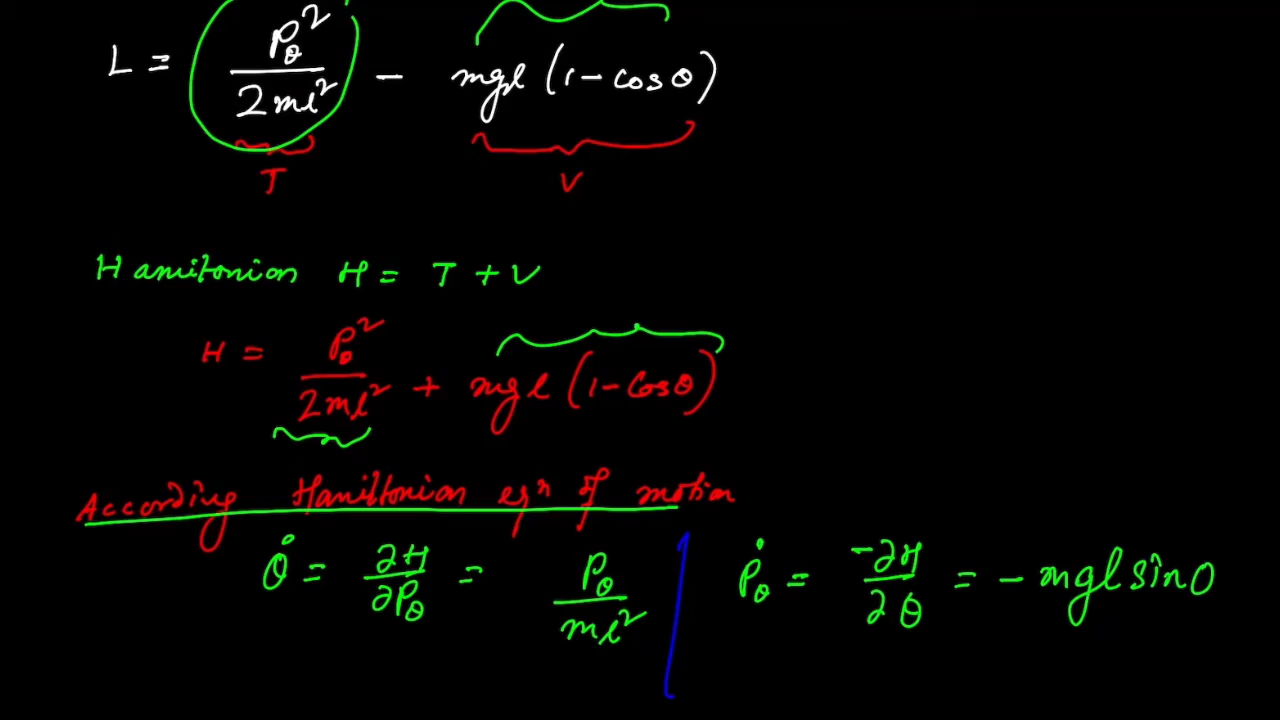 L = Pθ² / 2ml² - mgl (1 - cosθ)
T V
Hamitonian H = T + V
H = Pθ² / 2ml² + mgl (1 - Cosθ)
According Hamiltonian eqⁿ of motion
θ̇ = ∂H / ∂Pθ = Pθ / ml² Ṗθ = -∂H / ∂θ = - mgl sinθ